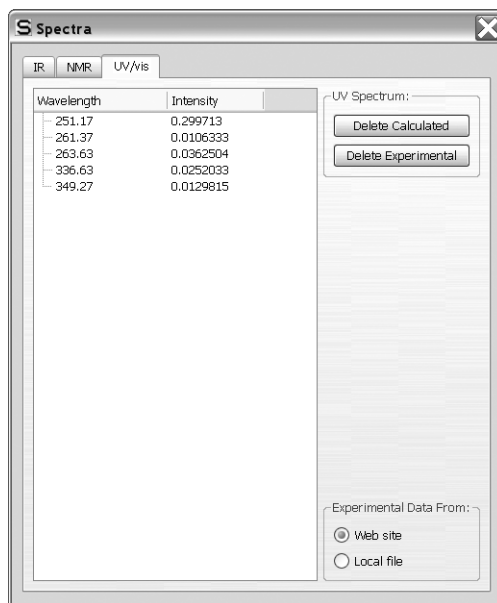 S Spectra
IR NMR UV/vis
Wavelength Intensity
251.17 0.299713
261.37 0.0106333
263.63 0.0362504
336.63 0.0252033
349.27 0.0129815
UV Spectrum:
Delete Calculated
Delete Experimental
Experimental Data From:
Web site
Local file